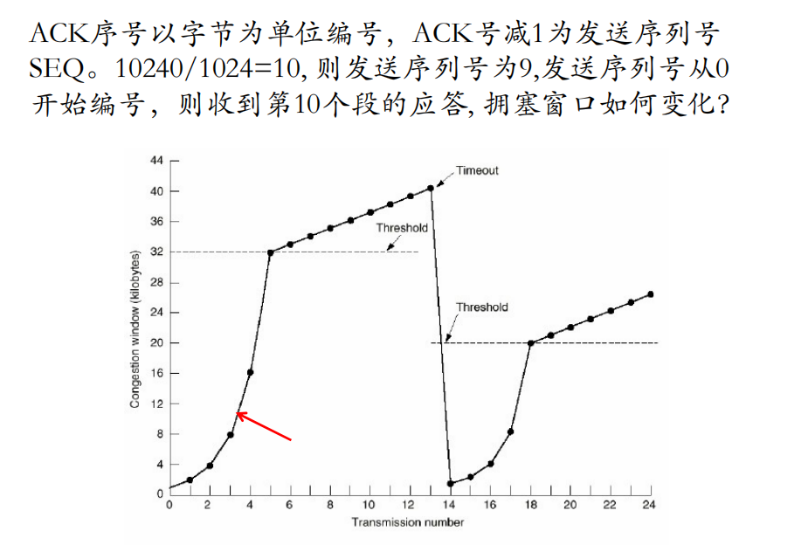 ACK序号以字节为单位编号，ACK号减1为发送序列号
SEQ。10240/1024=10, 则发送序列号为9,发送序列号从0
开始编号，则收到第10个段的应答, 拥塞窗口如何变化?
44
40
36
32
28
24
20
16
12
8
4
0
Congestion window (kilobytes)
Timeout
Threshold
Threshold
0 2 4 6 8 10 12 14 16 18 20 22 24
Transmission number